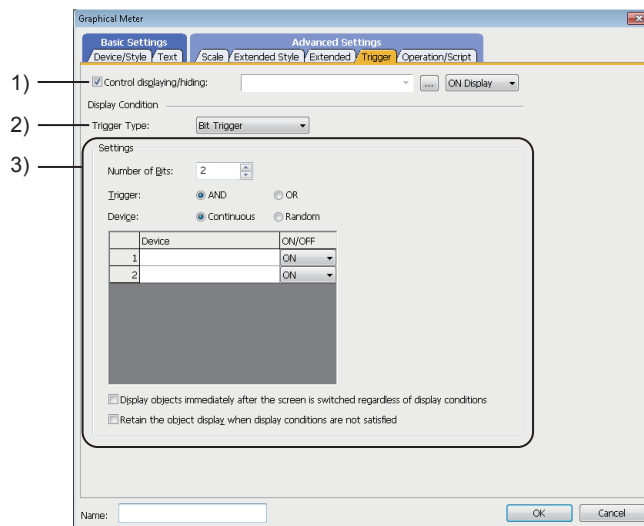 Graphical Meter
Basic Settings
Advanced Settings
Device/Style
Text
Scale
Extended Style
Extended
Trigger
Operation/Script
1)
Control displaying/hiding:
...
ON Display
Display Condition
2)
Trigger Type:
Bit Trigger
3)
Settings
Number of Bits:
2
Trigger:
AND
OR
Device:
Continuous
Random
Device
ON/OFF
1
ON
2
ON
Display objects immediately after the screen is switched regardless of display conditions
Retain the object display when display conditions are not satisfied
Name:
OK
Cancel